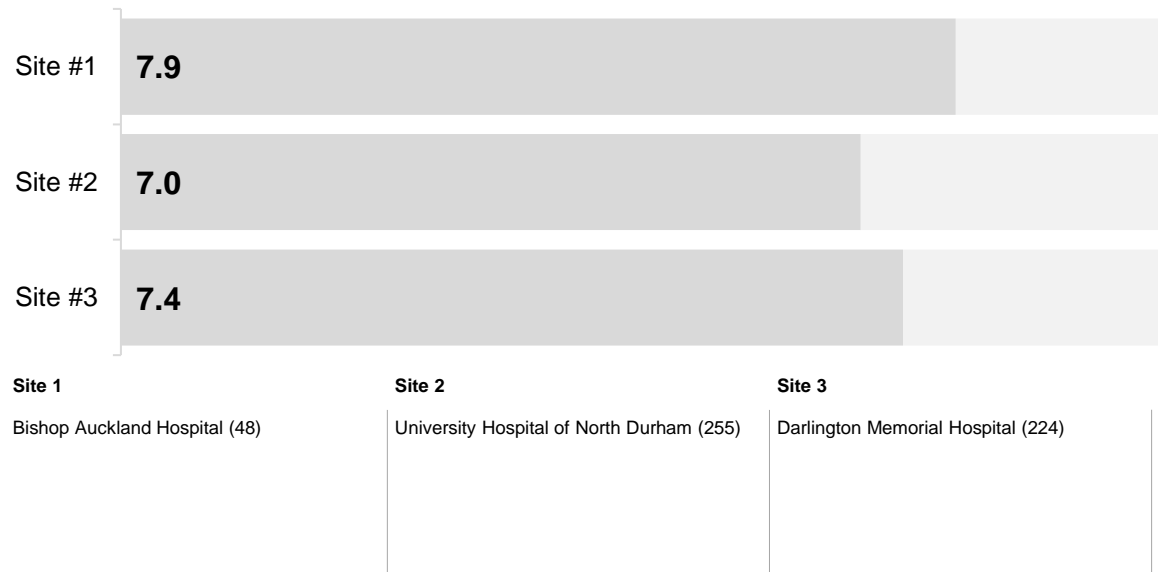 Site #1 7.9
Site #2 7.0
Site #3 7.4
Site 1 Site 2 Site 3
Bishop Auckland Hospital (48) University Hospital of North Durham (255) Darlington Memorial Hospital (224)